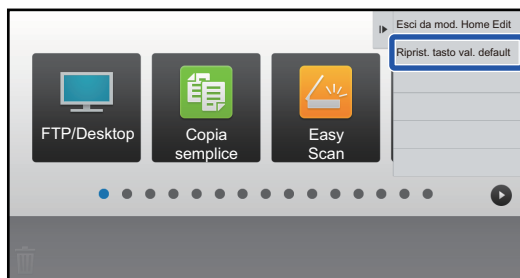 Esci da mod. Home Edit
Riprist. tasto val. default
FTP/Desktop
Copia
semplice
Easy
Scan